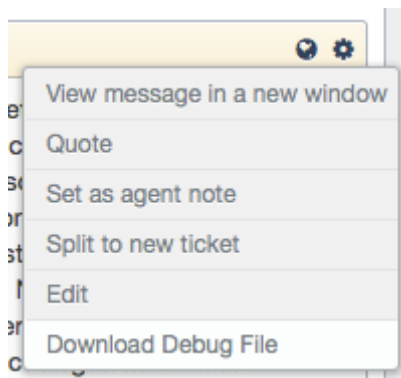 View message in a new window
Quote
Set as agent note
Split to new ticket
Edit
Download Debug File